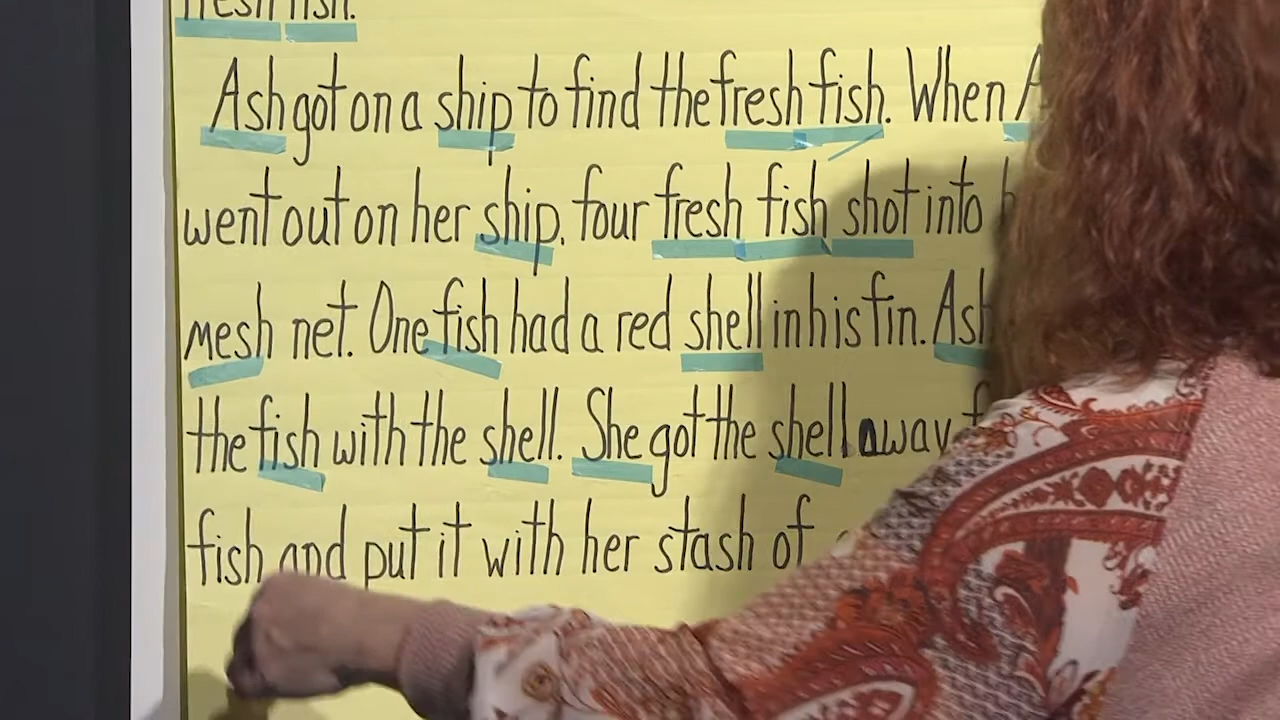 fresh fish.
Ash got on a ship to find the fresh fish. When
went out on her ship, four fresh fish shot into
mesh net. One fish had a red shell in his fin. Ash
the fish with the shell. She got the shell away
fish and put it with her stash of